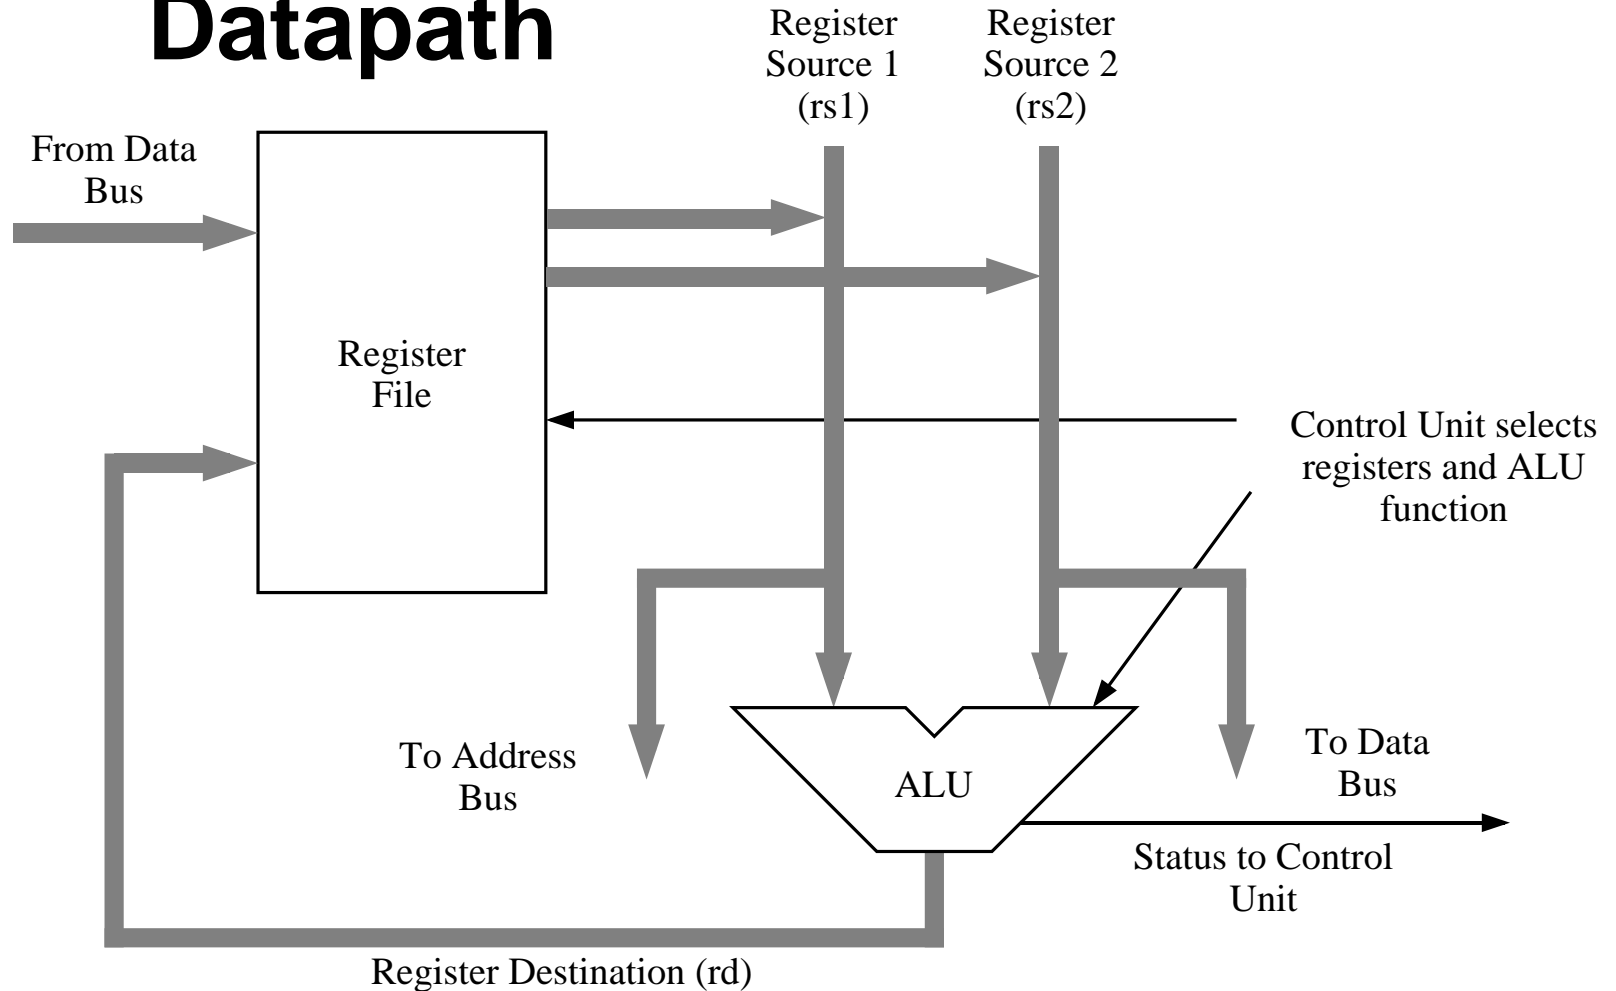 Datapath
Register
Source 1
(rs1)
Register
Source 2
(rs2)
From Data
Bus
Register
File
Control Unit selects
registers and ALU
function
To Address
Bus
ALU
To Data
Bus
Status to Control
Unit
Register Destination (rd)